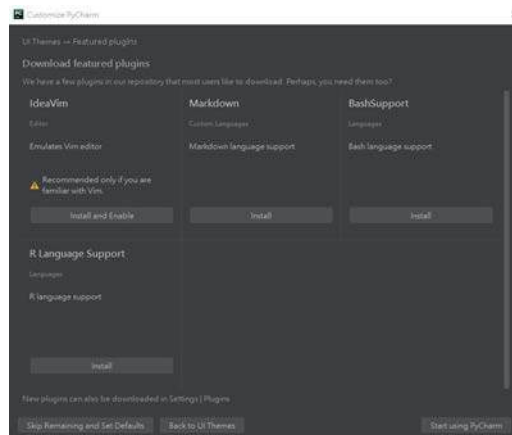 Customize PyCharm
UI Themes → Featured plugins
Download featured plugins
We have a few plugins in our repository that most users like to download. Perhaps, you need them too?
IdeaVim
Editor
Emulates Vim editor
Recommended only if you are
familiar with Vim.
Install and Enable
Markdown
Custom Languages
Markdown language support
Install
BashSupport
Languages
Bash language support
Install
R Language Support
Languages
R language support
Install
New plugins can also be downloaded in Settings | Plugins
Skip Remaining and Set Defaults
Back to UI Themes
Start using PyCharm